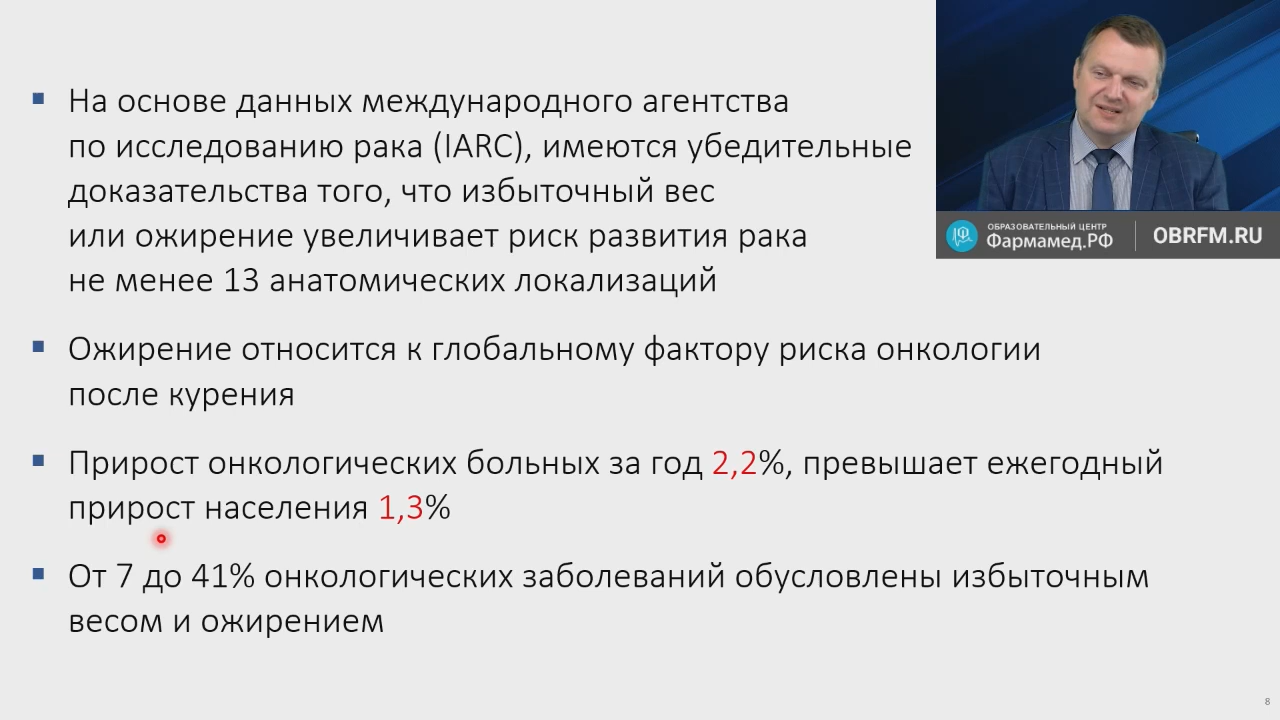 На основе данных международного агентства
по исследованию рака (IARC), имеются убедительные
доказательства того, что избыточный вес
или ожирение увеличивает риск развития рака
не менее 13 анатомических локализаций
Ожирение относится к глобальному фактору риска онкологии
после курения
Прирост онкологических больных за год 2,2%, превышает ежегодный
прирост населения 1,3%
От 7 до 41% онкологических заболеваний обусловлены избыточным
весом и ожирением
ОБРАЗОВАТЕЛЬНЫЙ ЦЕНТР
Фармамед.РФ
OBRFM.RU
8